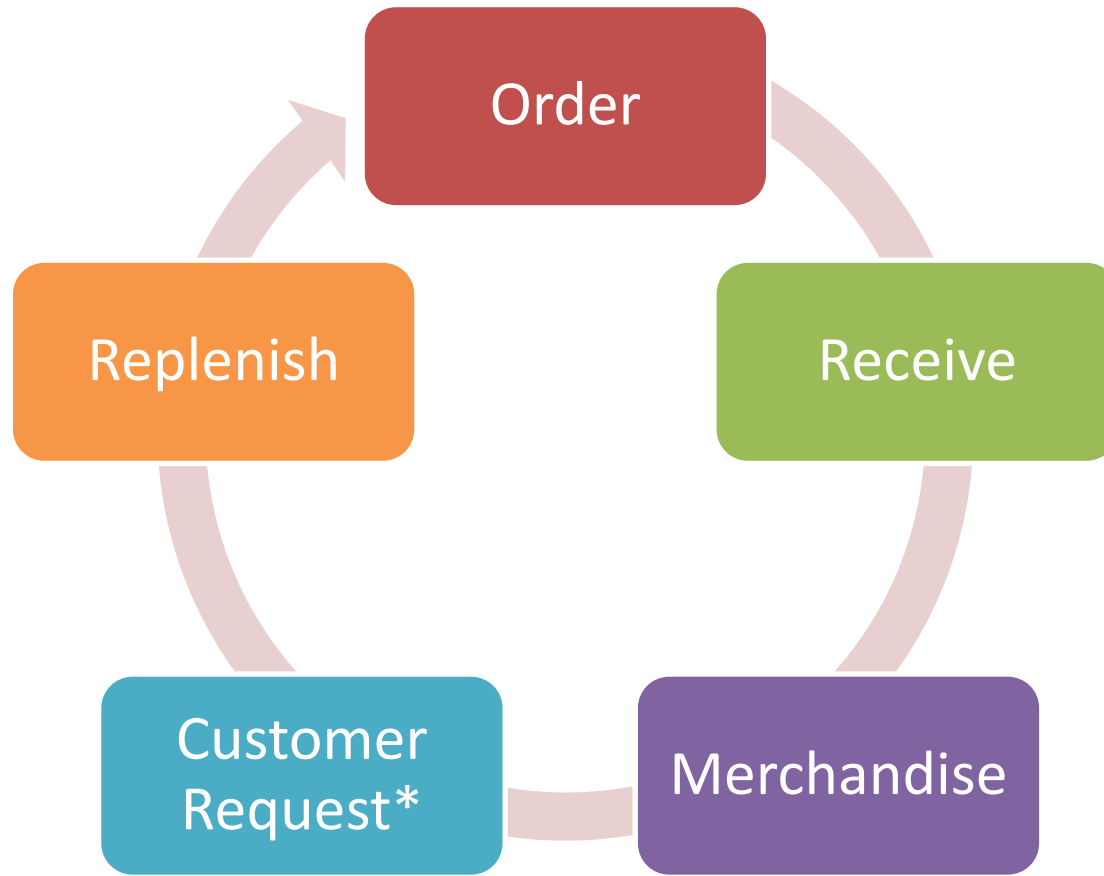 Order
Receive
Merchandise
Customer
Request*
Replenish